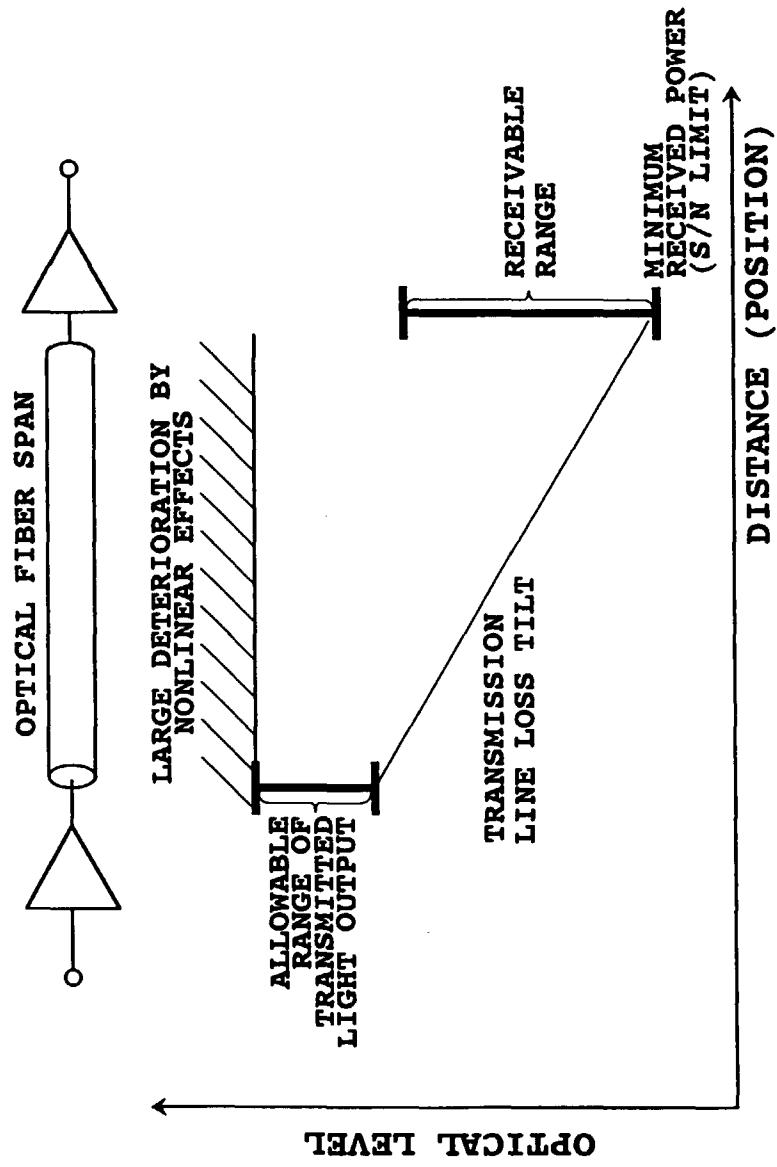 OPTICAL FIBER SPAN
LARGE DETERIORATION BY
NONLINEAR EFFECTS
ALLOWABLE
RANGE OF
TRANSMITTED
LIGHT OUTPUT
RECEIVABLE
RANGE
TRANSMISSION
LINE LOSS TILT
MINIMUM
RECEIVED POWER
(S/N LIMIT)
OPTICAL LEVEL
DISTANCE (POSITION)